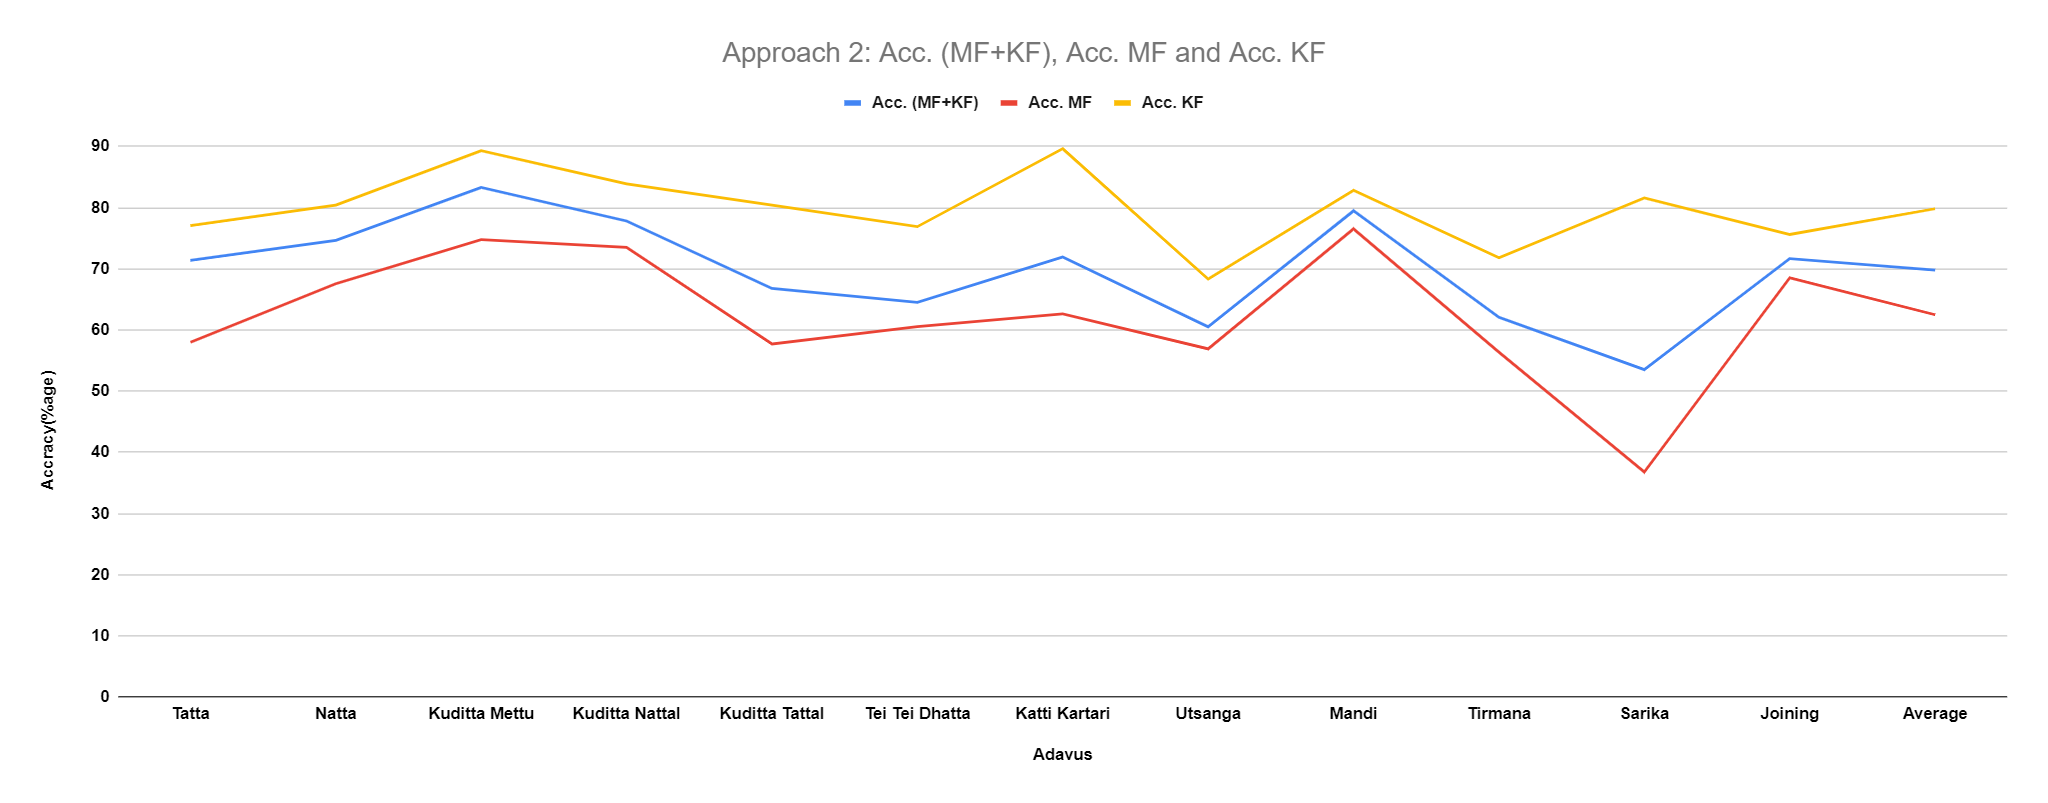 Approach 2: Acc. (MF+KF), Acc. MF and Acc. KF
Acc. (MF+KF) Acc. MF Acc. KF
90
80
70
60
50
40
30
20
10
0
Accracy(%age)
Tatta Natta Kuditta Mettu Kuditta Nattal Kuditta Tattal Tei Tei Dhatta Katti Kartari Utsanga Mandi Tirmana Sarika Joining Average
Adavus